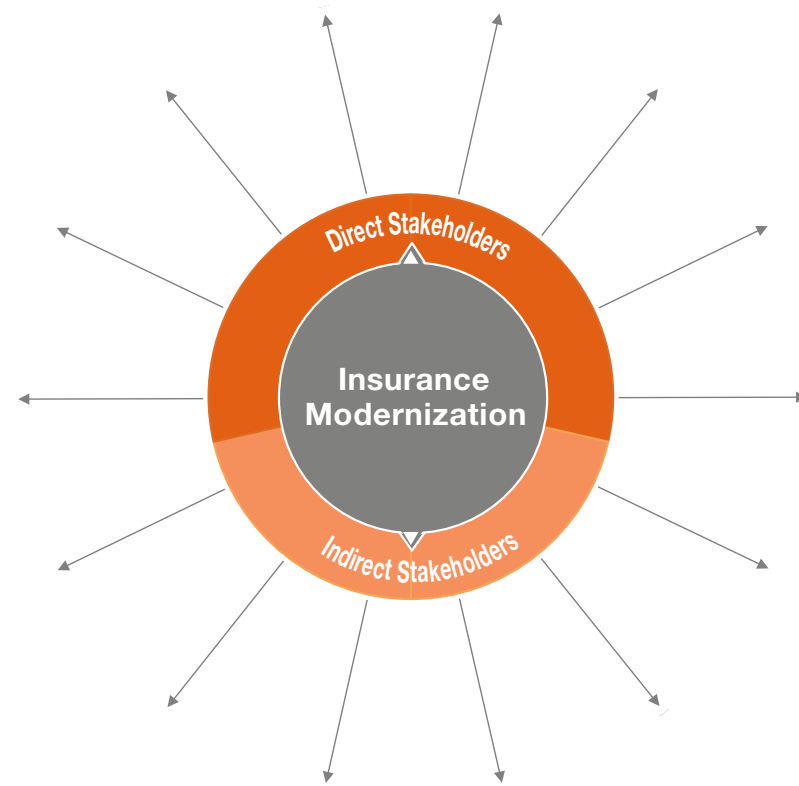 Direct Stakeholders
Insurance
Modernization
Indirect Stakeholders